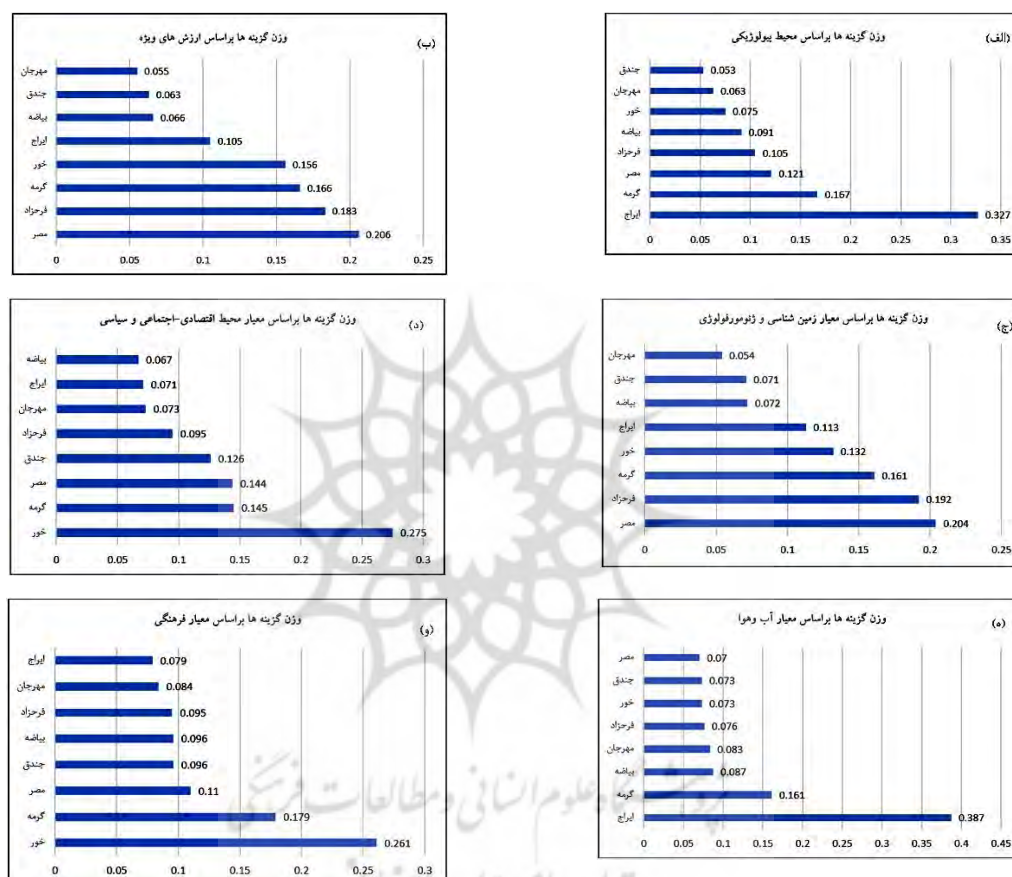 (الف)
وزن گزینه ها براساس محیط بیولوژیکی
جندق 0.053
مهرجان 0.063
خور 0.075
بیاضه 0.091
فرحزاد 0.105
مصر 0.121
گرمه 0.167
ایراج 0.327
0 0.05 0.1 0.15 0.2 0.25 0.3 0.35
(ب)
وزن گزینه ها براساس ارزش های ویژه
مهرجان 0.055
جندق 0.063
بیاضه 0.066
ایراج 0.105
خور 0.156
گرمه 0.166
فرحزاد 0.183
مصر 0.206
0 0.05 0.1 0.15 0.2 0.25
(ج)
وزن گزینه ها براساس معیار زمین شناسی و ژئومورفولوژی
مهرجان 0.054
جندق 0.071
بیاضه 0.072
ایراج 0.113
خور 0.132
گرمه 0.161
فرحزاد 0.192
مصر 0.204
0 0.05 0.1 0.15 0.2 0.25
(د)
وزن گزینه ها براساس معیار محیط اقتصادی-اجتماعی و سیاسی
بیاضه 0.067
ایراج 0.071
مهرجان 0.073
فرحزاد 0.095
جندق 0.126
مصر 0.144
گرمه 0.145
خور 0.275
0 0.05 0.1 0.15 0.2 0.25 0.3
(ه)
وزن گزینه ها براساس معیار آب وهوا
مصر 0.07
جندق 0.073
خور 0.073
فرحزاد 0.076
مهرجان 0.083
بیاضه 0.087
گرمه 0.161
ایراج 0.387
0 0.05 0.1 0.15 0.2 0.25 0.3 0.35 0.4 0.45
(و)
وزن گزینه ها براساس معیار فرهنگی
ایراج 0.079
مهرجان 0.084
فرحزاد 0.095
بیاضه 0.096
جندق 0.096
مصر 0.11
گرمه 0.179
خور 0.261
0 0.05 0.1 0.15 0.2 0.25 0.3
پژوهشگاه علوم انسانی و مطالعات فرهنگی